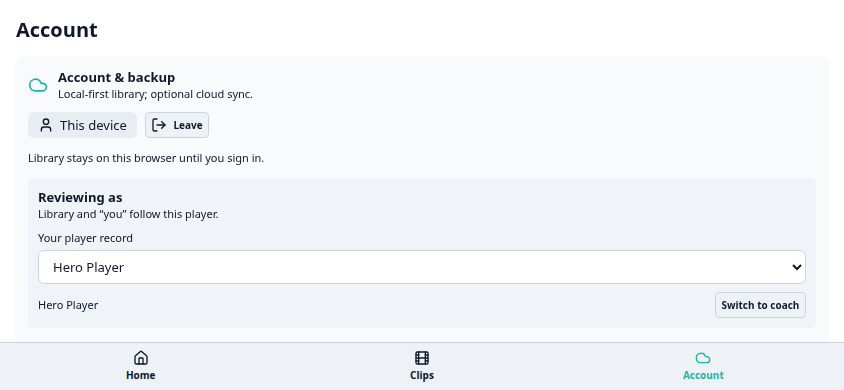 Account
Account & backup
Local-first library; optional cloud sync.
This device
Leave
Library stays on this browser until you sign in.
Reviewing as
Library and “you” follow this player.
Your player record
Hero Player
Hero Player
Switch to coach
Home
Clips
Account